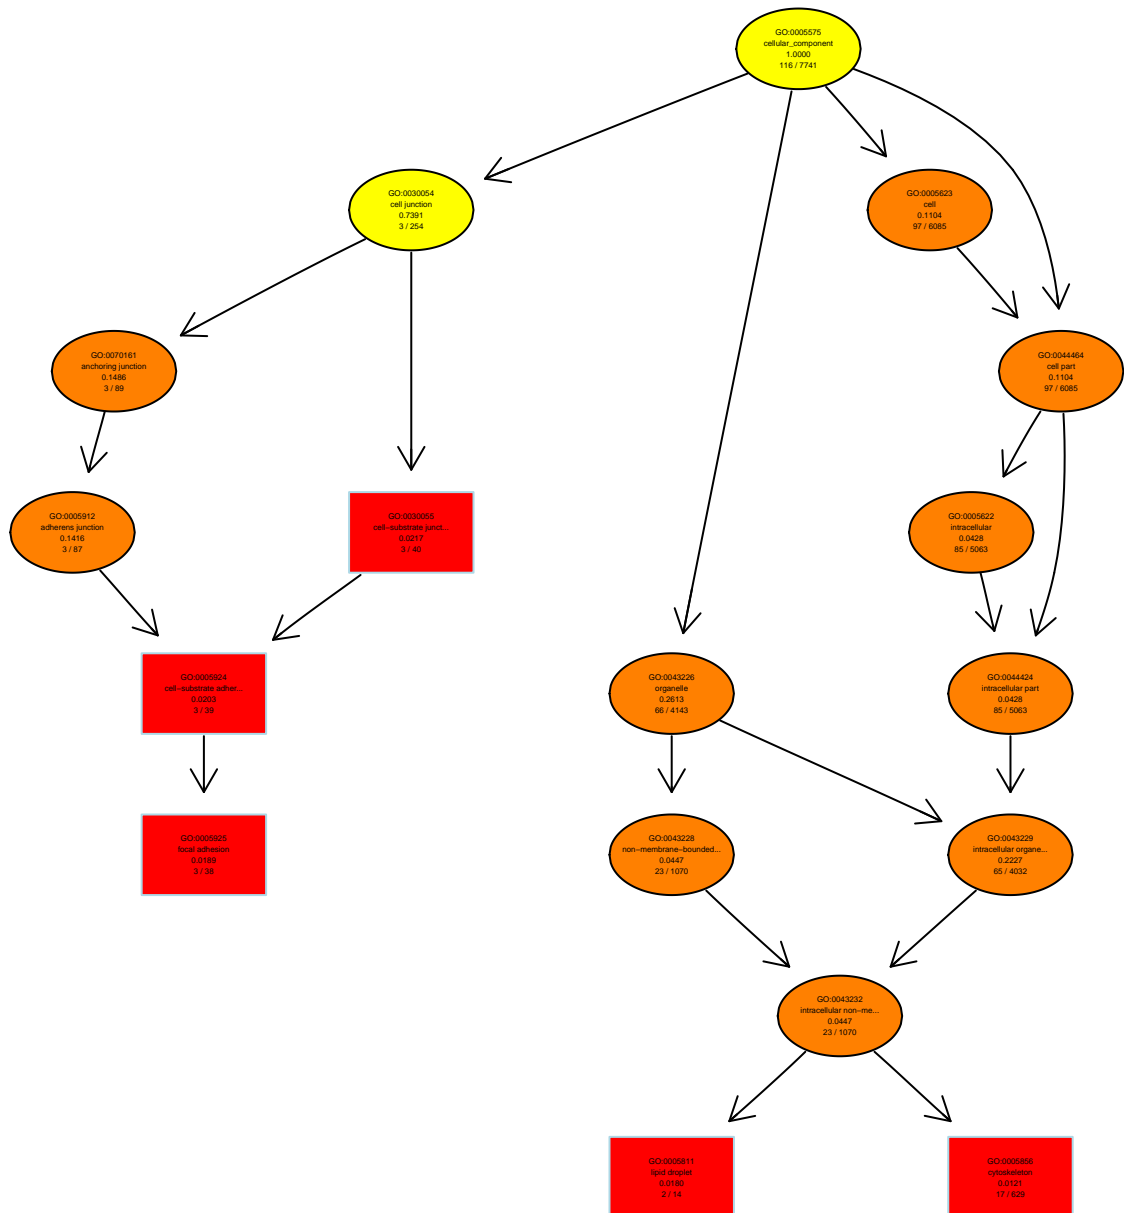 GO:0005575
cellular_component
1.0000
116 / 7741
GO:0030054
cell junction
0.7391
3 / 254
GO:0005623
cell
0.1104
97 / 6085
GO:0070161
anchoring junction
0.1486
3 / 89
GO:0044464
cell part
0.1104
97 / 6085
GO:0005912
adherens junction
0.1416
3 / 87
GO:0030055
cell−substrate junct...
0.0217
3 / 40
GO:0005622
intracellular
0.0428
85 / 5063
GO:0005924
cell−substrate adher...
0.0203
3 / 39
GO:0043226
organelle
0.2613
66 / 4143
GO:0044424
intracellular part
0.0428
85 / 5063
GO:0005925
focal adhesion
0.0189
3 / 38
GO:0043228
non−membrane−bounded...
0.0447
23 / 1070
GO:0043229
intracellular organe...
0.2227
65 / 4032
GO:0043232
intracellular non−me...
0.0447
23 / 1070
GO:0005811
lipid droplet
0.0180
2 / 14
GO:0005856
cytoskeleton
0.0121
17 / 629